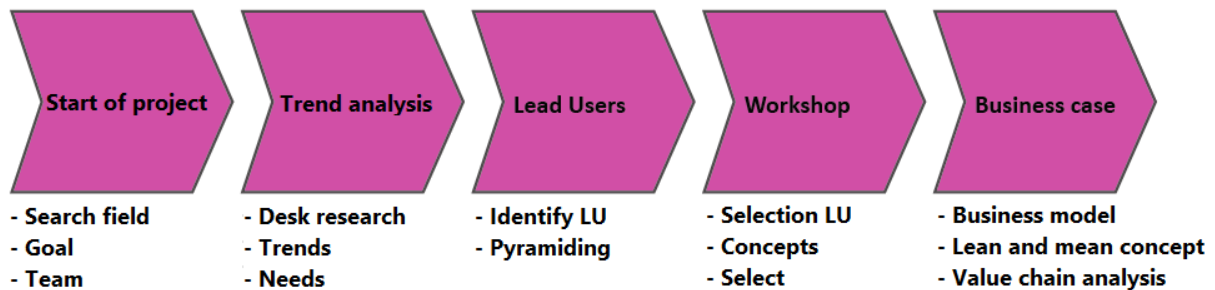 Start of project
- Search field
- Goal
- Team
Trend analysis
- Desk research
- Trends
- Needs
Lead Users
- Identify LU
- Pyramiding
Workshop
- Selection LU
- Concepts
- Select
Business case
- Business model
- Lean and mean concept
- Value chain analysis